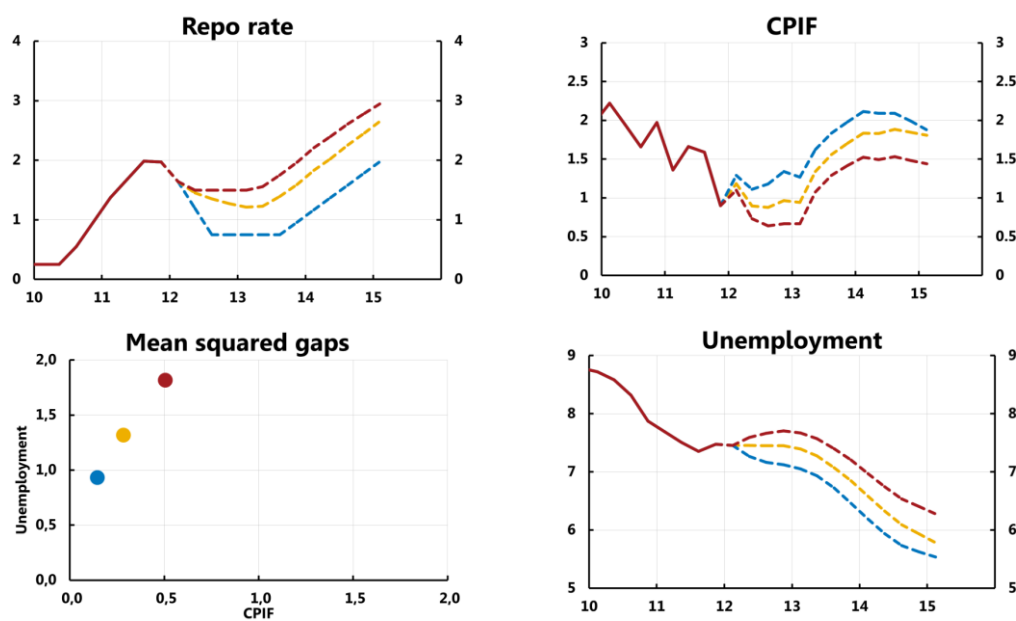 Repo rate
4 4
3 3
2 2
1 1
0 0
10 11 12 13 14 15
CPIF
3 3
2.5 2.5
2 2
1.5 1.5
1 1
0.5 0.5
0 0
10 11 12 13 14 15
Mean squared gaps
2,0
1,5
1,0
0,5
0,0
Unemployment
0,0 0,5 1,0 1,5 2,0
CPIF
Unemployment
9 9
8 8
7 7
6 6
5 5
10 11 12 13 14 15